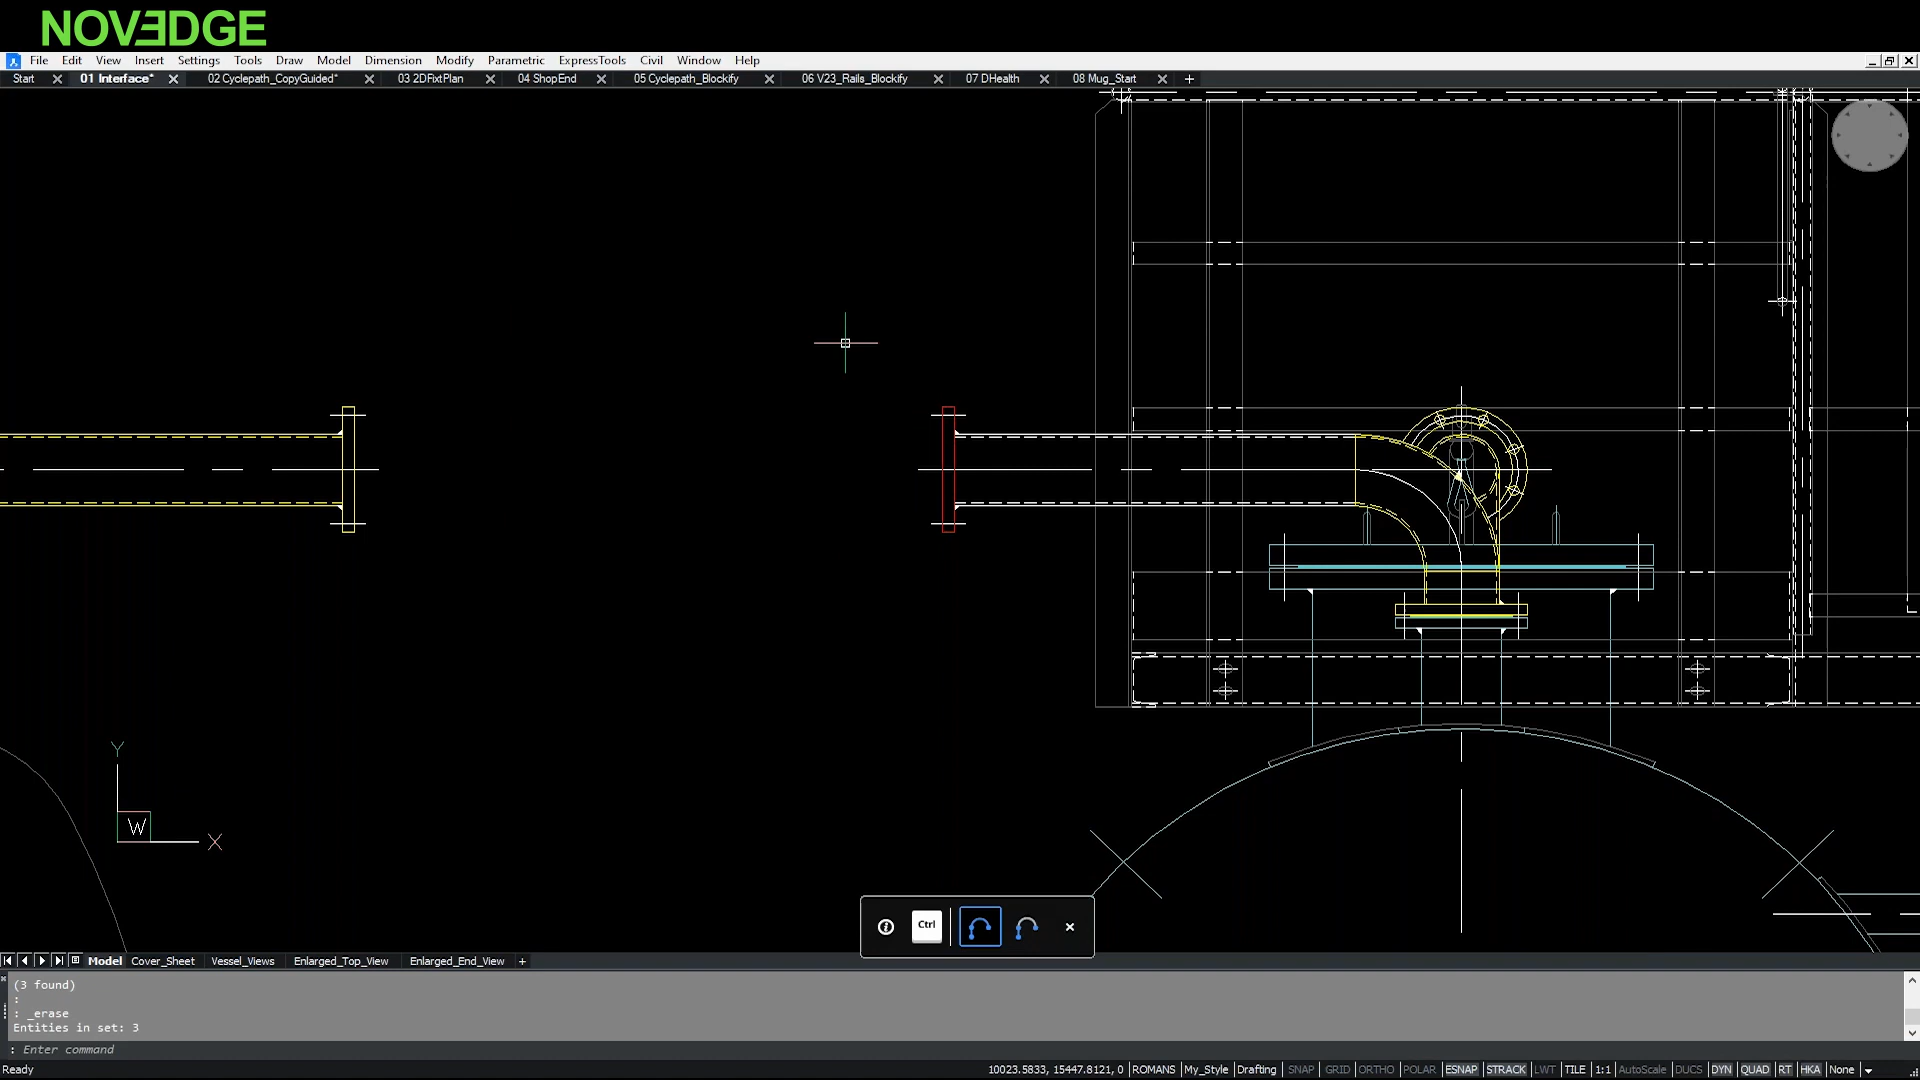 NOVEDGE
File Edit View Insert Settings Tools Draw Model Dimension Modify Parametric ExpressTools Civil Window Help
Start 01 Interface* 02 Cyclepath_CopyGuided* 03 2DFixtPlan 04 ShopEnd 05 Cyclepath_Blockify 06 V23_Rails_Blockify 07 DHealth 08 Mug_Start +
Y
W
X
Ctrl
Model Cover_Sheet Vessel_Views Enlarged_Top_View Enlarged_End_View +
(3 found)
:
: _erase
Entities in set: 3
: Enter command
Ready 10023.5833, 15447.8121, 0 ROMANS My_Style Drafting SNAP GRID ORTHO POLAR ESNAP STRACK LWT TILE 1:1 AutoScale DUCS DYN QUAD RT HKA None